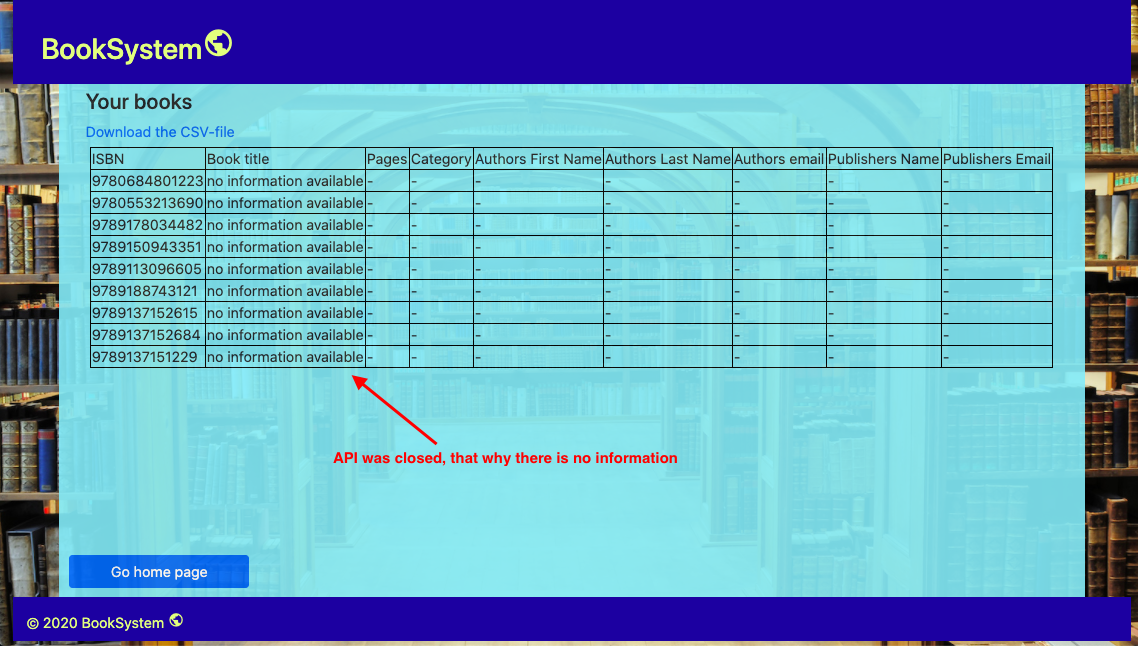 BookSystem
Your books
Download the CSV-file
ISBN Book title Pages Category Authors First Name Authors Last Name Authors email Publishers Name Publishers Email
9780684801223 no information available - - - - - - -
9780553213690 no information available - - - - - - -
9789178034482 no information available - - - - - - -
9789150943351 no information available - - - - - - -
9789113096605 no information available - - - - - - -
9789188743121 no information available - - - - - - -
9789137152615 no information available - - - - - - -
9789137152684 no information available - - - - - - -
9789137151229 no information available - - - - - - -
API was closed, that why there is no information
Go home page
© 2020 BookSystem